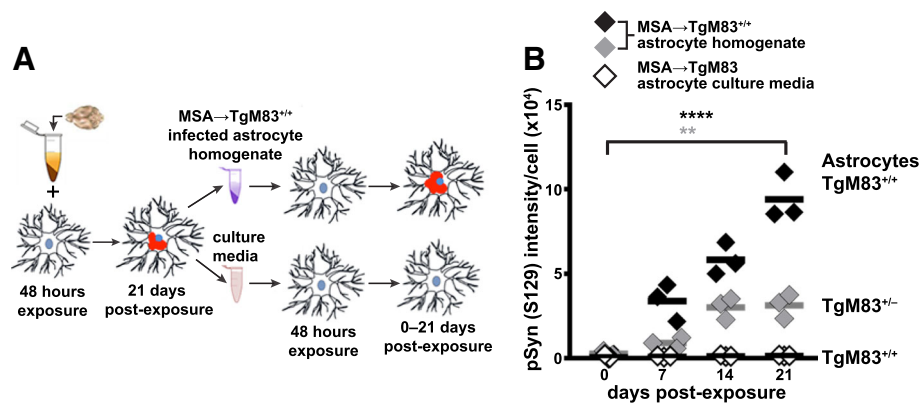 A
MSA→TgM83+/+
infected astrocyte
homogenate
+
culture
media
48 hours
exposure
21 days
post-exposure
48 hours
exposure
0–21 days
post-exposure
B
MSA→TgM83+/+
astrocyte homogenate
MSA→TgM83
astrocyte culture media
pSyn (S129) intensity/cell (x10⁴)
15
10
5
0
****
**
Astrocytes
TgM83+/+
TgM83+/–
TgM83+/+
0 7 14 21
days post-exposure